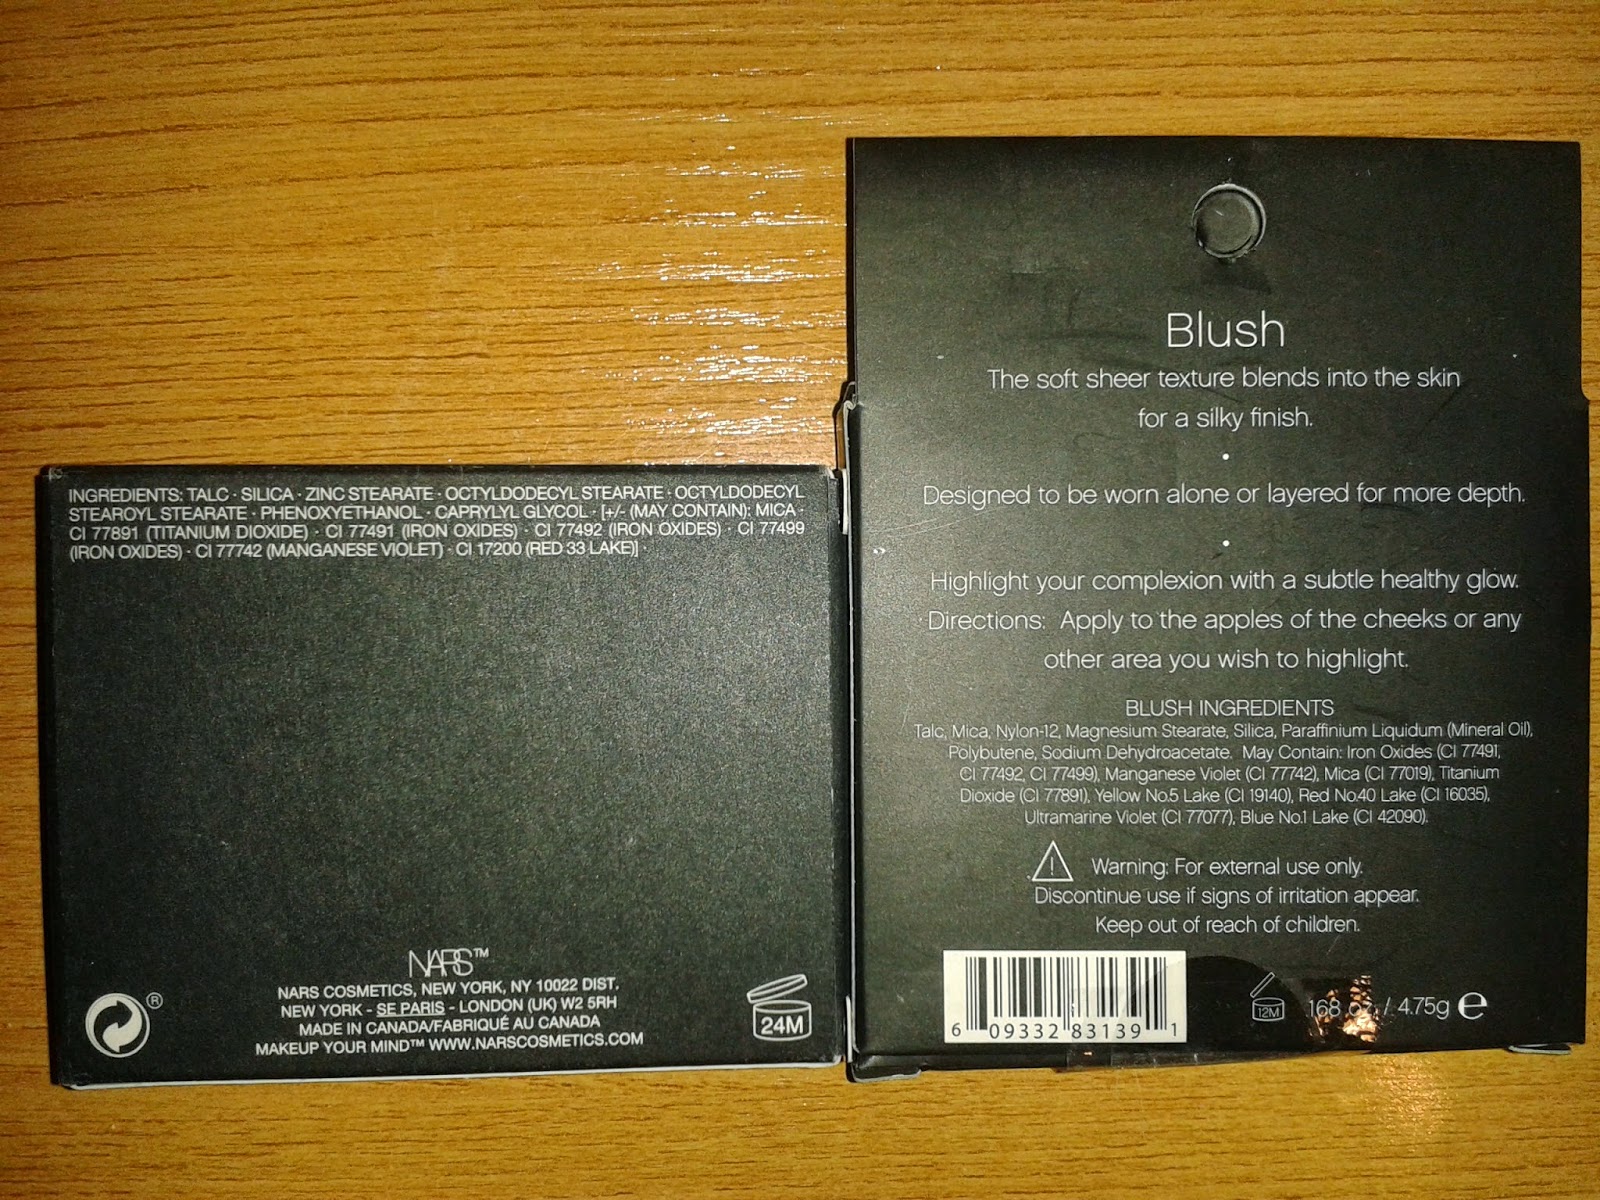 INGREDIENTS: TALC · SILICA · ZINC STEARATE · OCTYLDODECYL STEARATE · OCTYLDODECYL
STEAROYL STEARATE · PHENOXYETHANOL · CAPRYLYL GLYCOL · [+/- (MAY CONTAIN): MICA ·
CI 77891 (TITANIUM DIOXIDE) · CI 77491 (IRON OXIDES) · CI 77492 (IRON OXIDES) · CI 77499
(IRON OXIDES) · CI 77742 (MANGANESE VIOLET) · CI 17200 (RED 33 LAKE)] ·
NARS™
NARS COSMETICS, NEW YORK, NY 10022 DIST.
NEW YORK - SE PARIS - LONDON (UK) W2 5RH
MADE IN CANADA/FABRIQUÉ AU CANADA
MAKEUP YOUR MIND™ WWW.NARSCOSMETICS.COM
®
24M
Blush
The soft sheer texture blends into the skin
for a silky finish.
•
Designed to be worn alone or layered for more depth.
•
Highlight your complexion with a subtle healthy glow.
Directions: Apply to the apples of the cheeks or any
other area you wish to highlight.
BLUSH INGREDIENTS
Talc, Mica, Nylon-12, Magnesium Stearate, Silica, Paraffinium Liquidum (Mineral Oil),
Polybutene, Sodium Dehydroacetate. May Contain: Iron Oxides (CI 77491,
CI 77492, CI 77499), Manganese Violet (CI 77742), Mica (CI 77019), Titanium
Dioxide (CI 77891), Yellow No.5 Lake (CI 19140), Red No.40 Lake (CI 16035),
Ultramarine Violet (CI 77077), Blue No.1 Lake (CI 42090).
Warning: For external use only.
Discontinue use if signs of irritation appear.
Keep out of reach of children.
6 09332 83139 1
12M
.168 oz. / 4.75g ℮